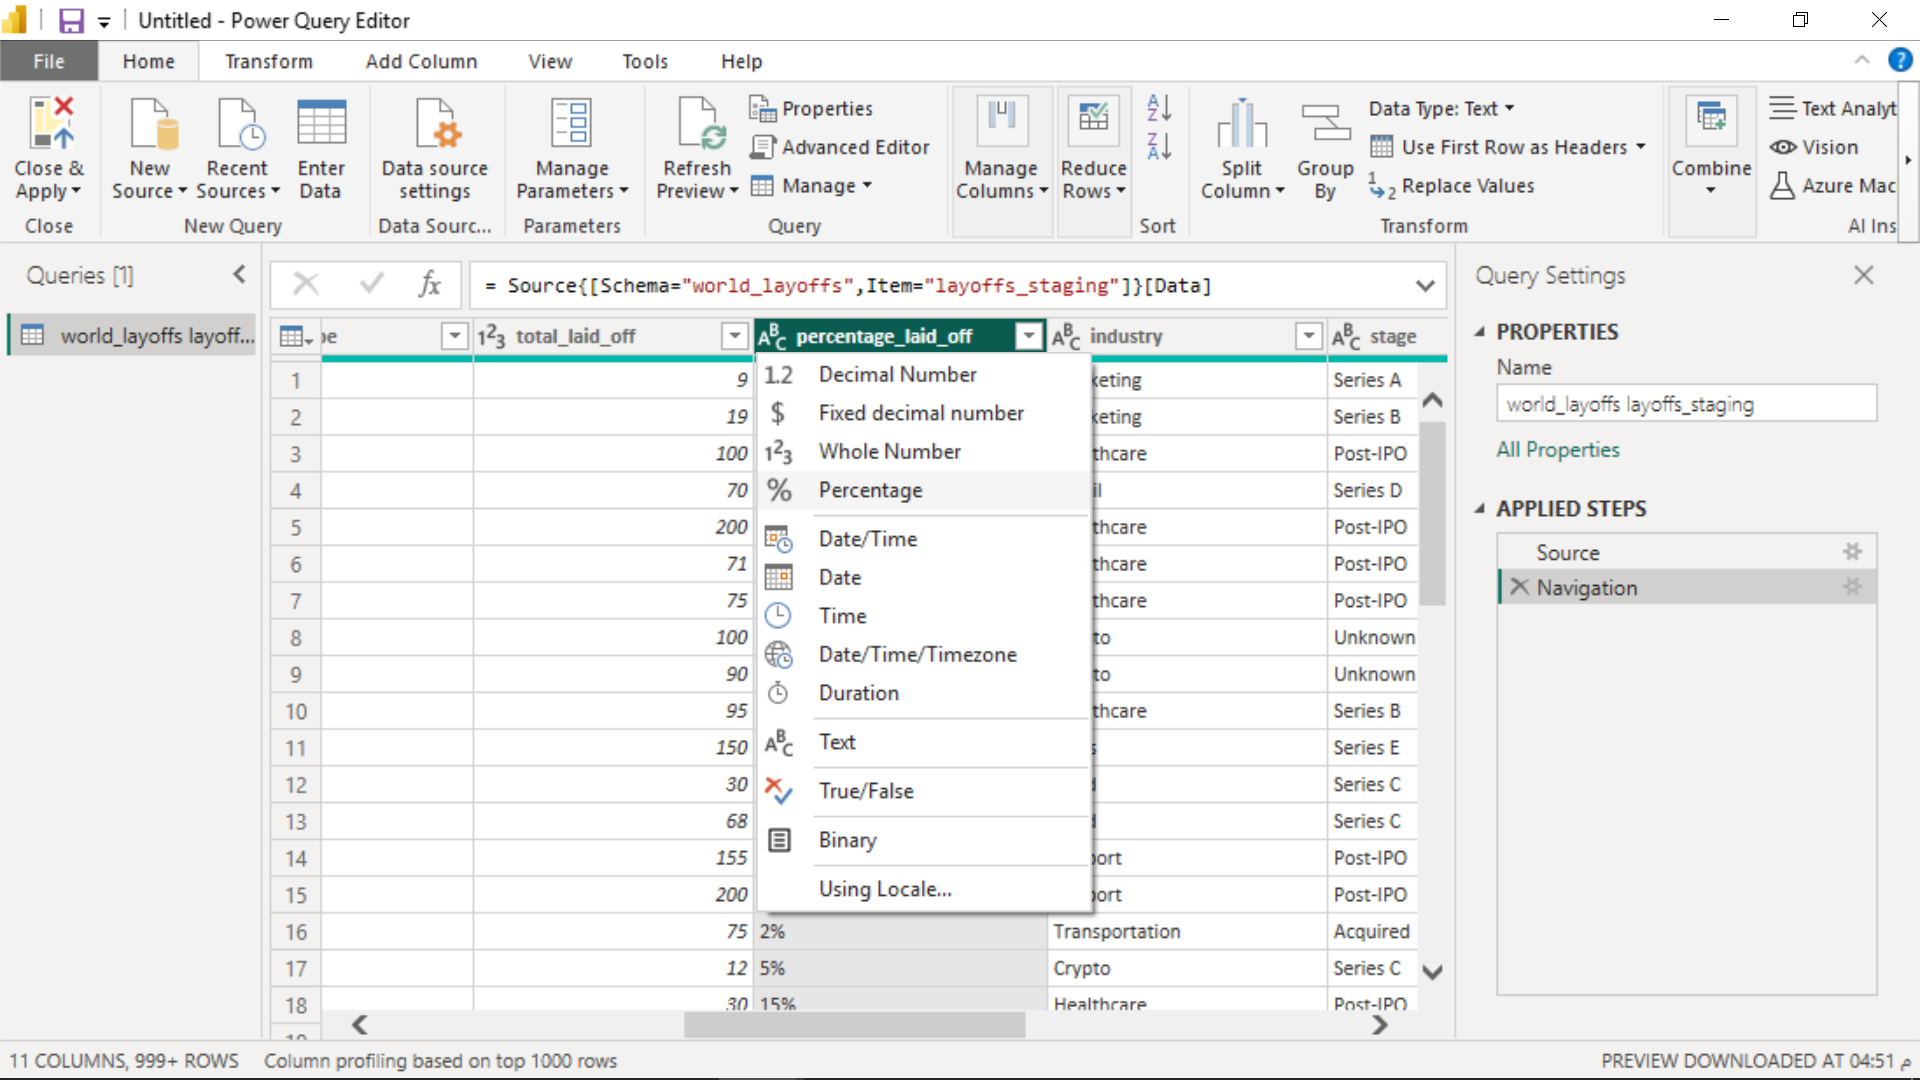 Untitled - Power Query Editor
File Home Transform Add Column View Tools Help
Close & Apply
Close
New Source
Recent Sources
Enter Data
New Query
Data source settings
Data Sourc...
Manage Parameters
Parameters
Refresh Preview
Properties
Advanced Editor
Manage
Query
Manage Columns
Reduce Rows
Sort
Split Column
Group By
Data Type: Text
Use First Row as Headers
Replace Values
Transform
Combine
Text Analyt
Vision
Azure Mac
AI Ins
Queries [1]
world_layoffs layoff...
fx = Source{[Schema="world_layoffs",Item="layoffs_staging"]}[Data]
pe 123 total_laid_off ABC percentage_laid_off ABC industry ABC stage
1 9 keting Series A
2 19 keting Series B
3 100 thcare Post-IPO
4 70 il Series D
5 200 thcare Post-IPO
6 71 thcare Post-IPO
7 75 thcare Post-IPO
8 100 to Unknown
9 90 to Unknown
10 95 thcare Series B
11 150 s Series E
12 30 d Series C
13 68 d Series C
14 155 port Post-IPO
15 200 port Post-IPO
16 75 2% Transportation Acquired
17 12 5% Crypto Series C
18 30 15% Healthcare Post-IPO
1.2 Decimal Number
$ Fixed decimal number
123 Whole Number
% Percentage
Date/Time
Date
Time
Date/Time/Timezone
Duration
ABC Text
True/False
Binary
Using Locale...
Query Settings
PROPERTIES
Name
world_layoffs layoffs_staging
All Properties
APPLIED STEPS
Source
Navigation
11 COLUMNS, 999+ ROWS Column profiling based on top 1000 rows
PREVIEW DOWNLOADED AT 04:51 م